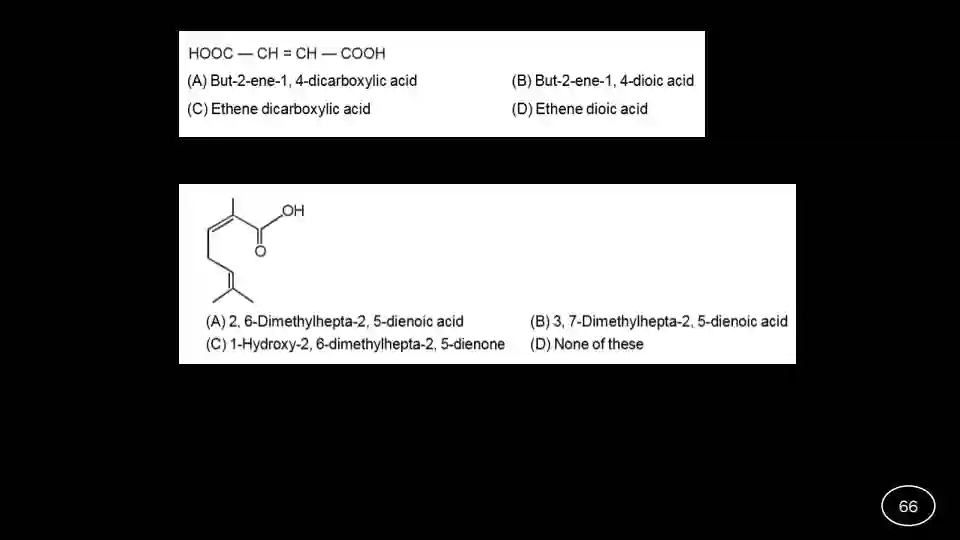 HOOC — CH = CH — COOH
(A) But-2-ene-1, 4-dicarboxylic acid (B) But-2-ene-1, 4-dioic acid
(C) Ethene dicarboxylic acid (D) Ethene dioic acid
OH
O
(A) 2, 6-Dimethylhepta-2, 5-dienoic acid (B) 3, 7-Dimethylhepta-2, 5-dienoic acid
(C) 1-Hydroxy-2, 6-dimethylhepta-2, 5-dienone (D) None of these
66